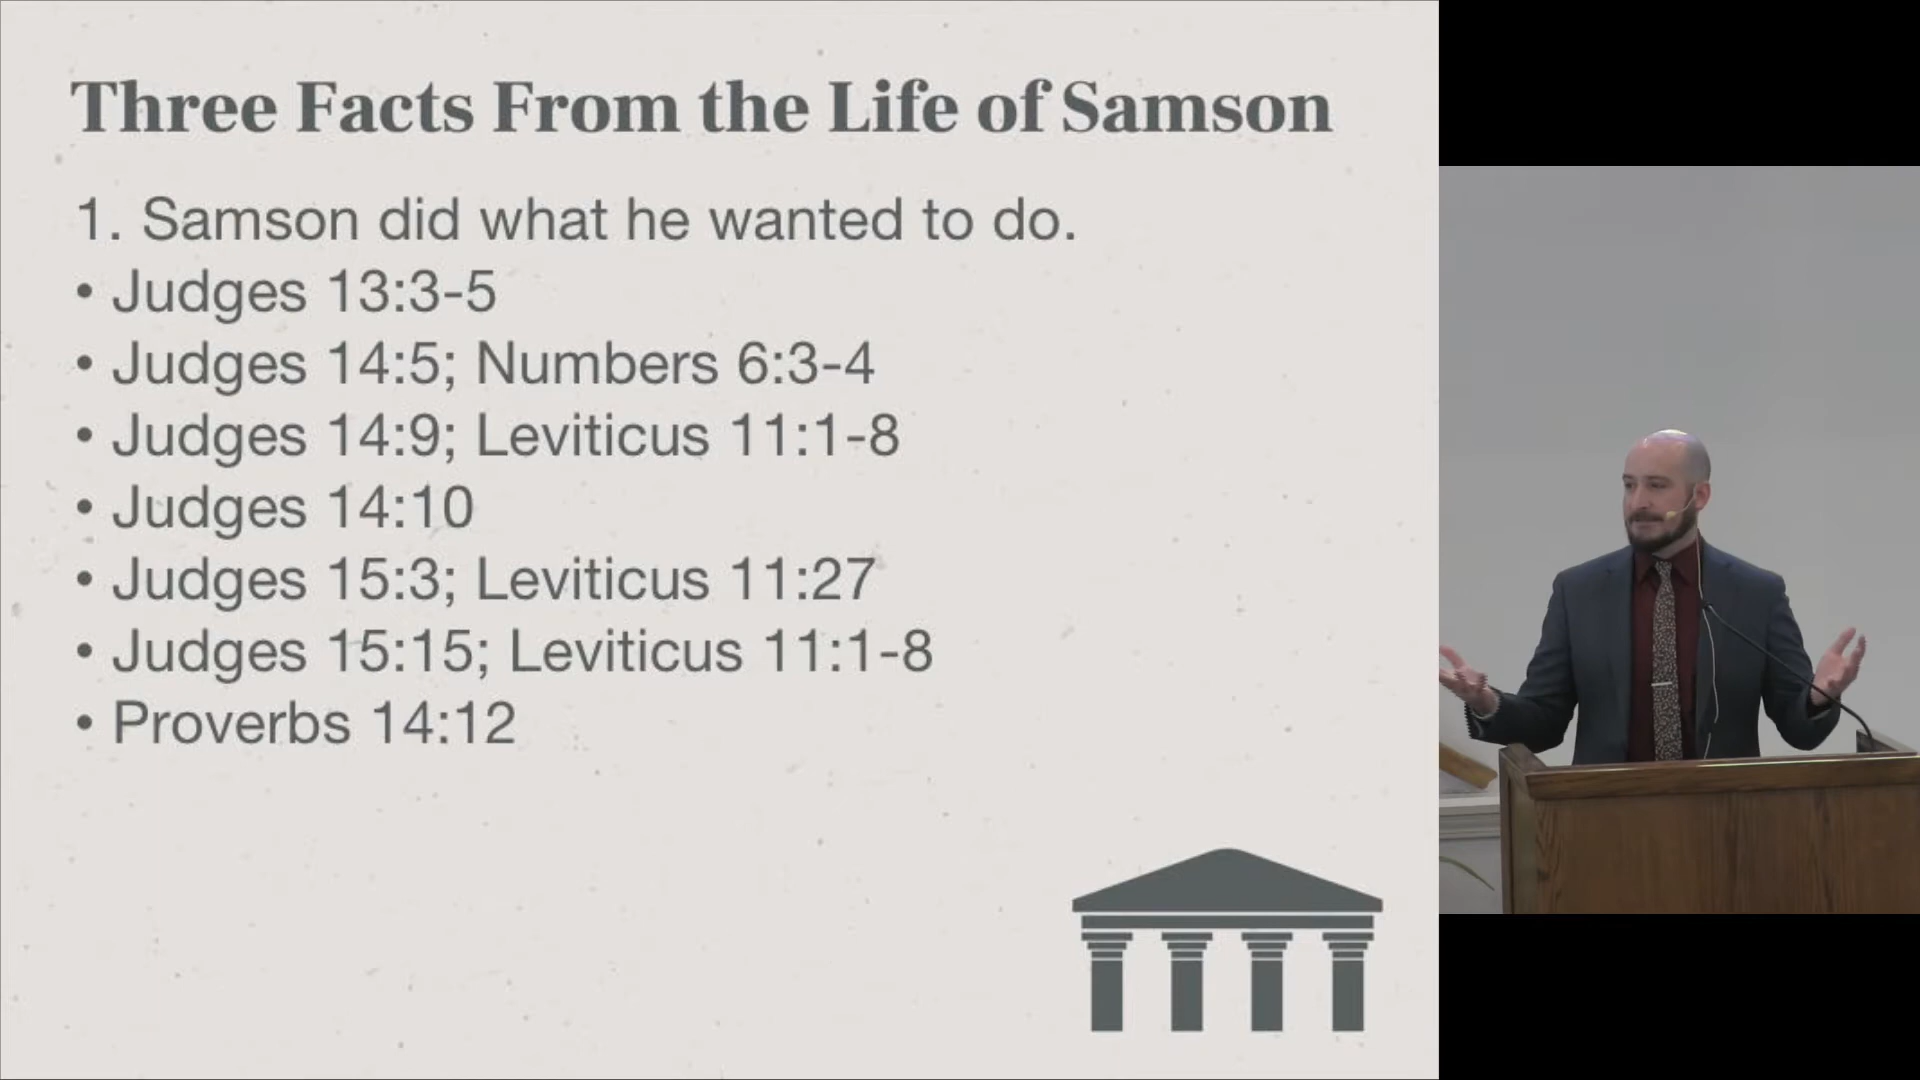 Three Facts From the Life of Samson
1. Samson did what he wanted to do.
• Judges 13:3-5
• Judges 14:5; Numbers 6:3-4
• Judges 14:9; Leviticus 11:1-8
• Judges 14:10
• Judges 15:3; Leviticus 11:27
• Judges 15:15; Leviticus 11:1-8
• Proverbs 14:12